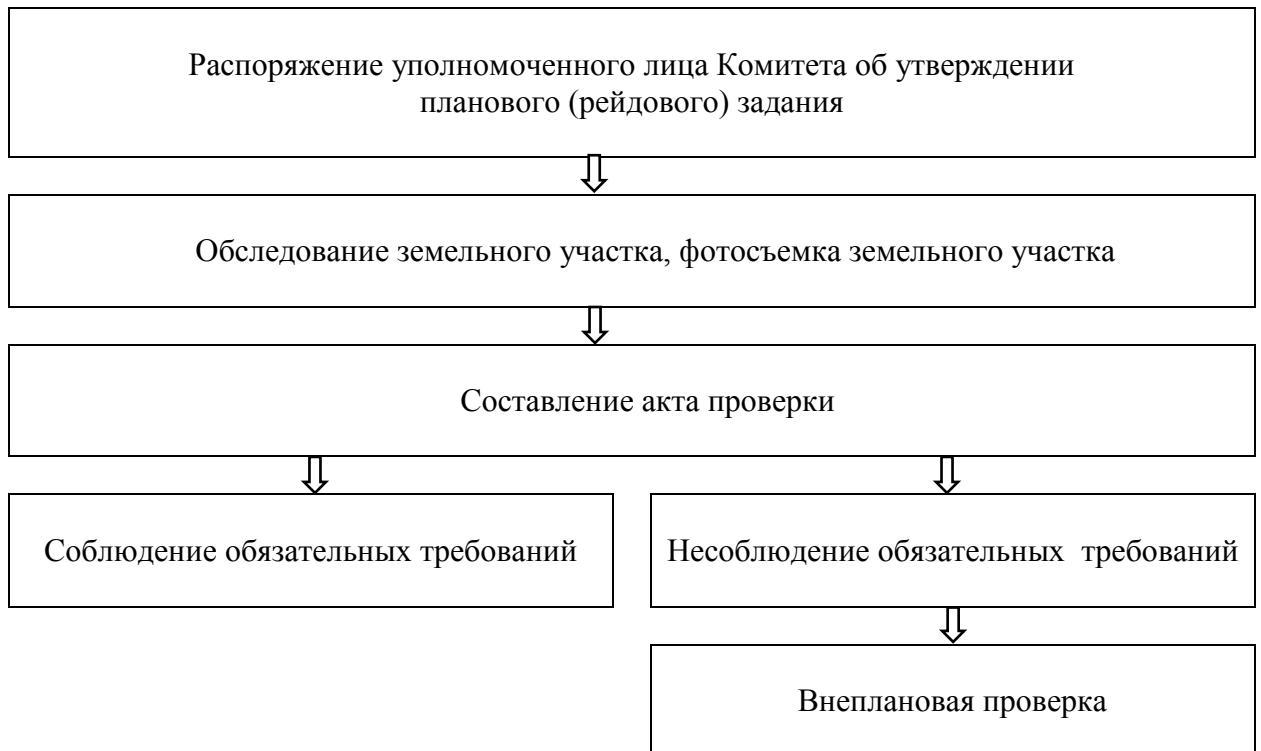 Распоряжение уполномоченного лица Комитета об утверждении
планового (рейдового) задания
Обследование земельного участка, фотосъемка земельного участка
Составление акта проверки
Соблюдение обязательных требований
Несоблюдение обязательных требований
Внеплановая проверка